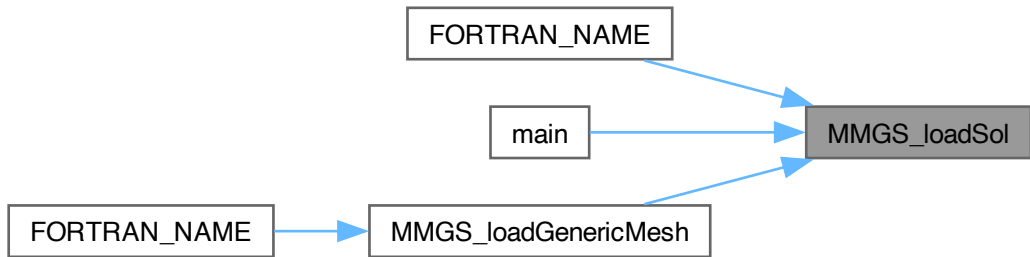 FORTRAN_NAME
main
MMGS_loadSol
FORTRAN_NAME
MMGS_loadGenericMesh